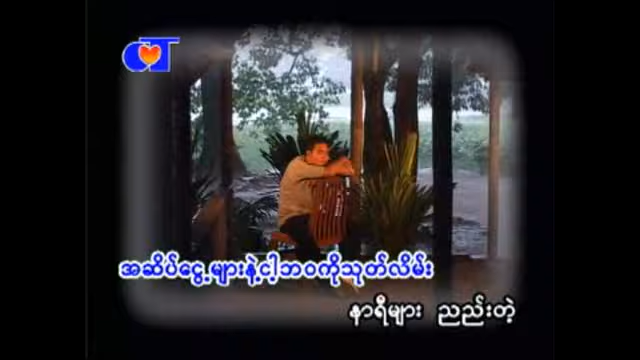 CT
အဆိပ်ငွေ့များနဲ့ငါ့ဘဝကိုသုတ်လိမ်း
နာရီများ ညည်းတဲ့